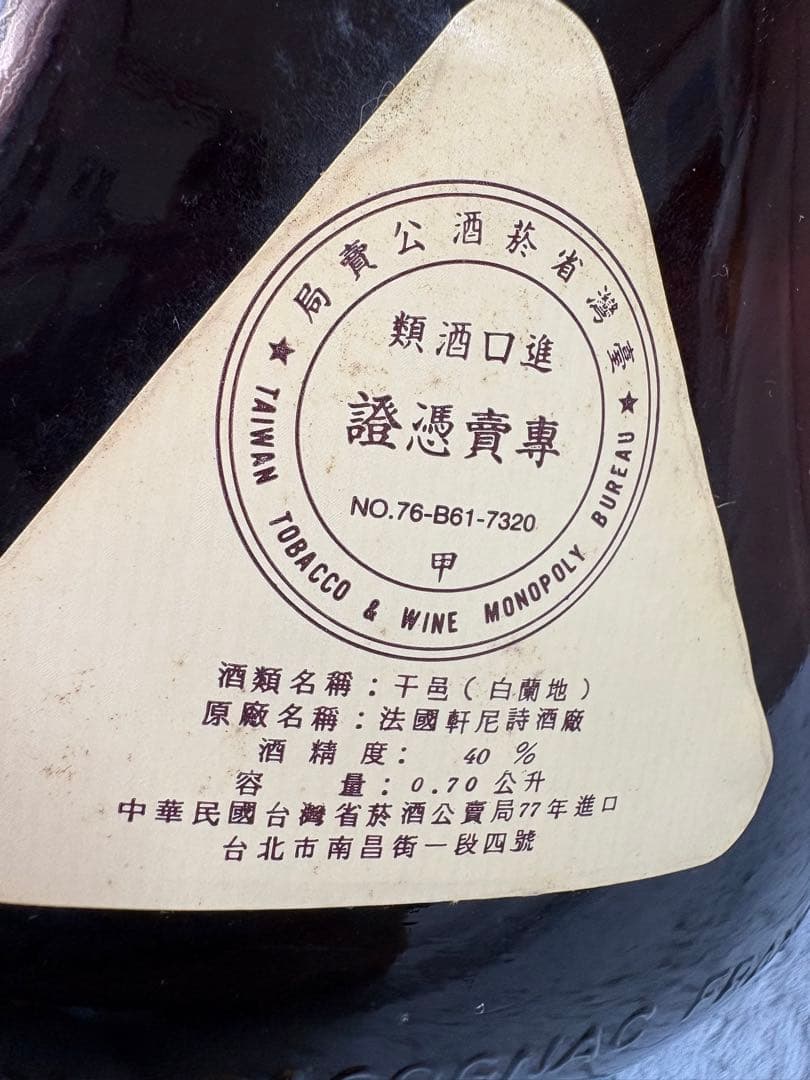 臺灣省菸酒公賣局
進口酒類
專賣憑證
NO.76-B61-7320
甲
★ TAIWAN TOBACCO & WINE MONOPOLY BUREAU ★
酒類名稱：干邑（白蘭地）
原廠名稱：法國軒尼詩酒廠
酒精度： 40 %
容量：0.70公升
中華民國台灣省菸酒公賣局77年進口
台北市南昌街一段四號
COGNAC